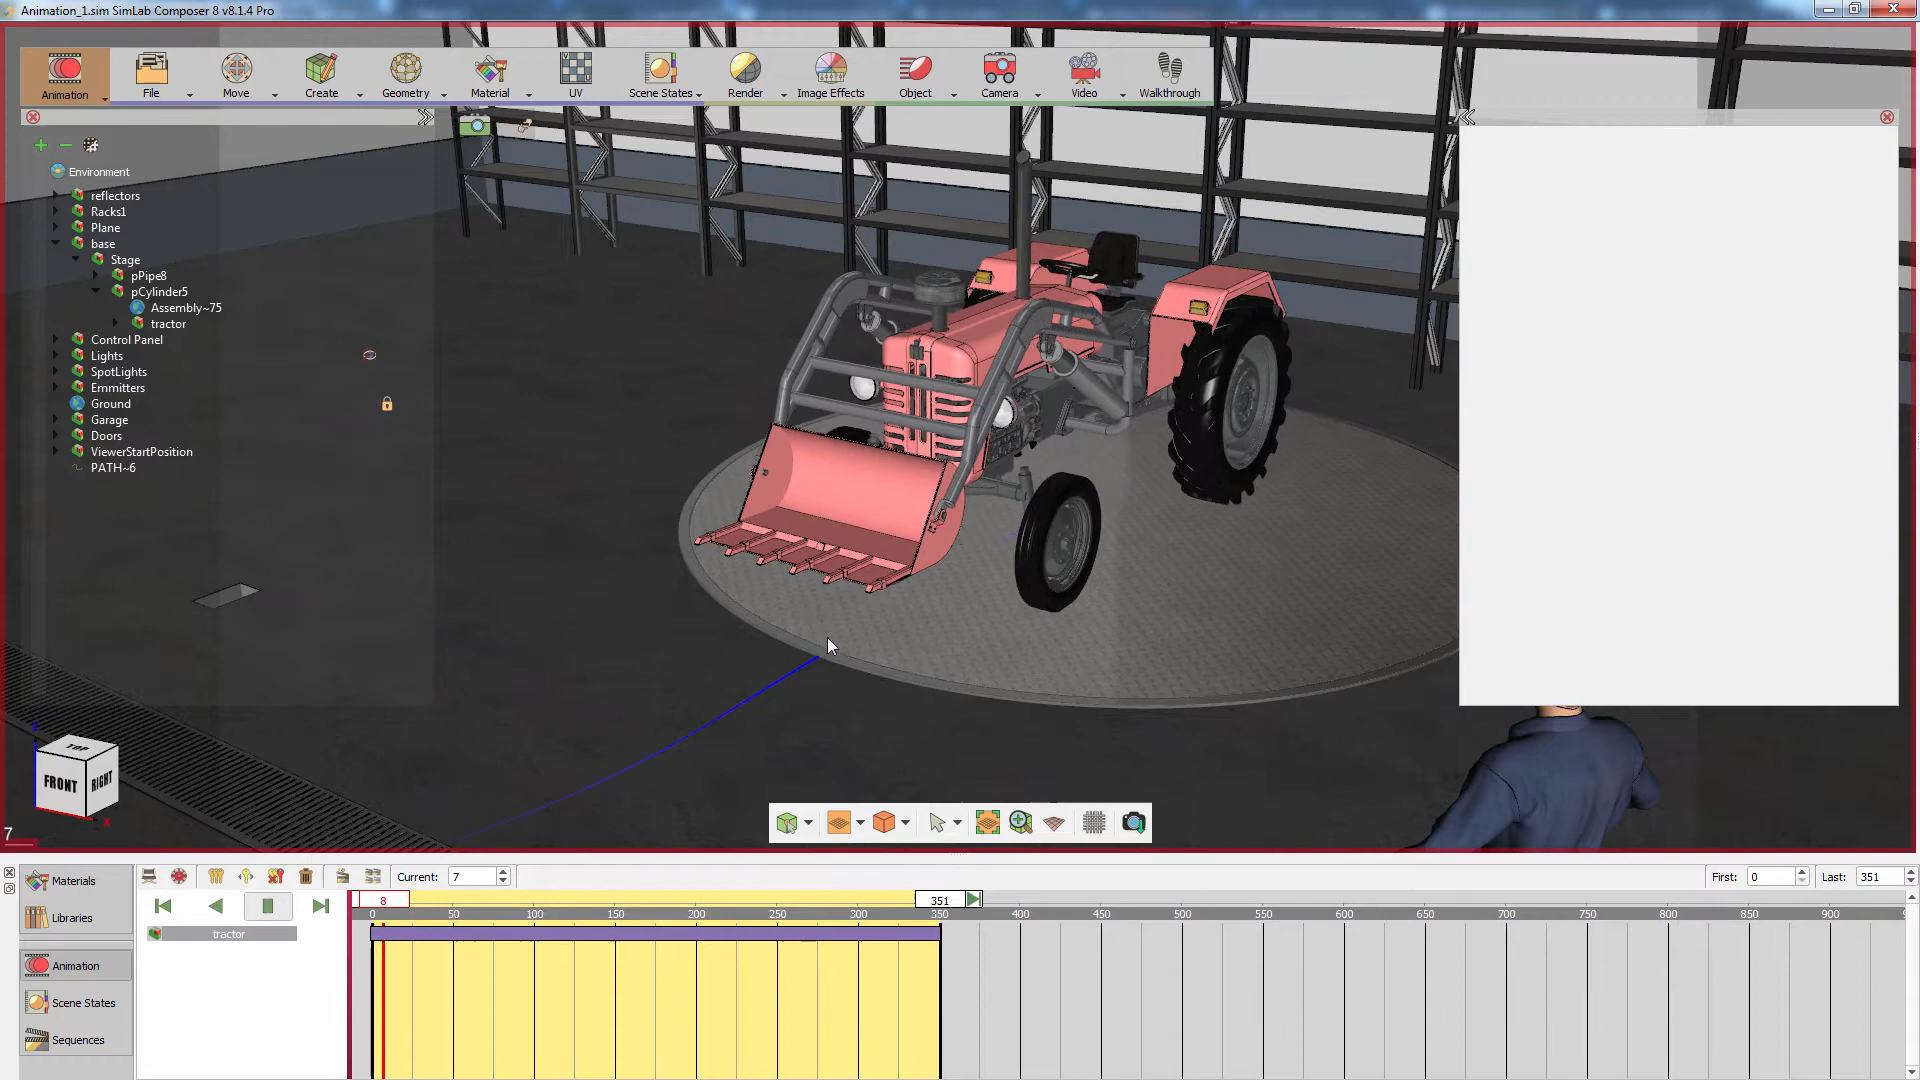 Animation_1.sim SimLab Composer 8 v8.1.4 Pro
Animation
File
Move
Create
Geometry
Material
UV
Scene States
Render
Image Effects
Object
Camera
Video
Walkthrough
Environment
reflectors
Racks1
Plane
base
Stage
pPipe8
pCylinder5
Assembly~75
tractor
Control Panel
Lights
SpotLights
Emmitters
Ground
Garage
Doors
ViewerStartPosition
PATH~6
TOP
FRONT
RIGHT
X
7
Materials
Libraries
Animation
Scene States
Sequences
Current: 7
First: 0
Last: 351
8
351
0 50 100 150 200 250 300 350 400 450 500 550 600 650 700 750 800 850 900
tractor